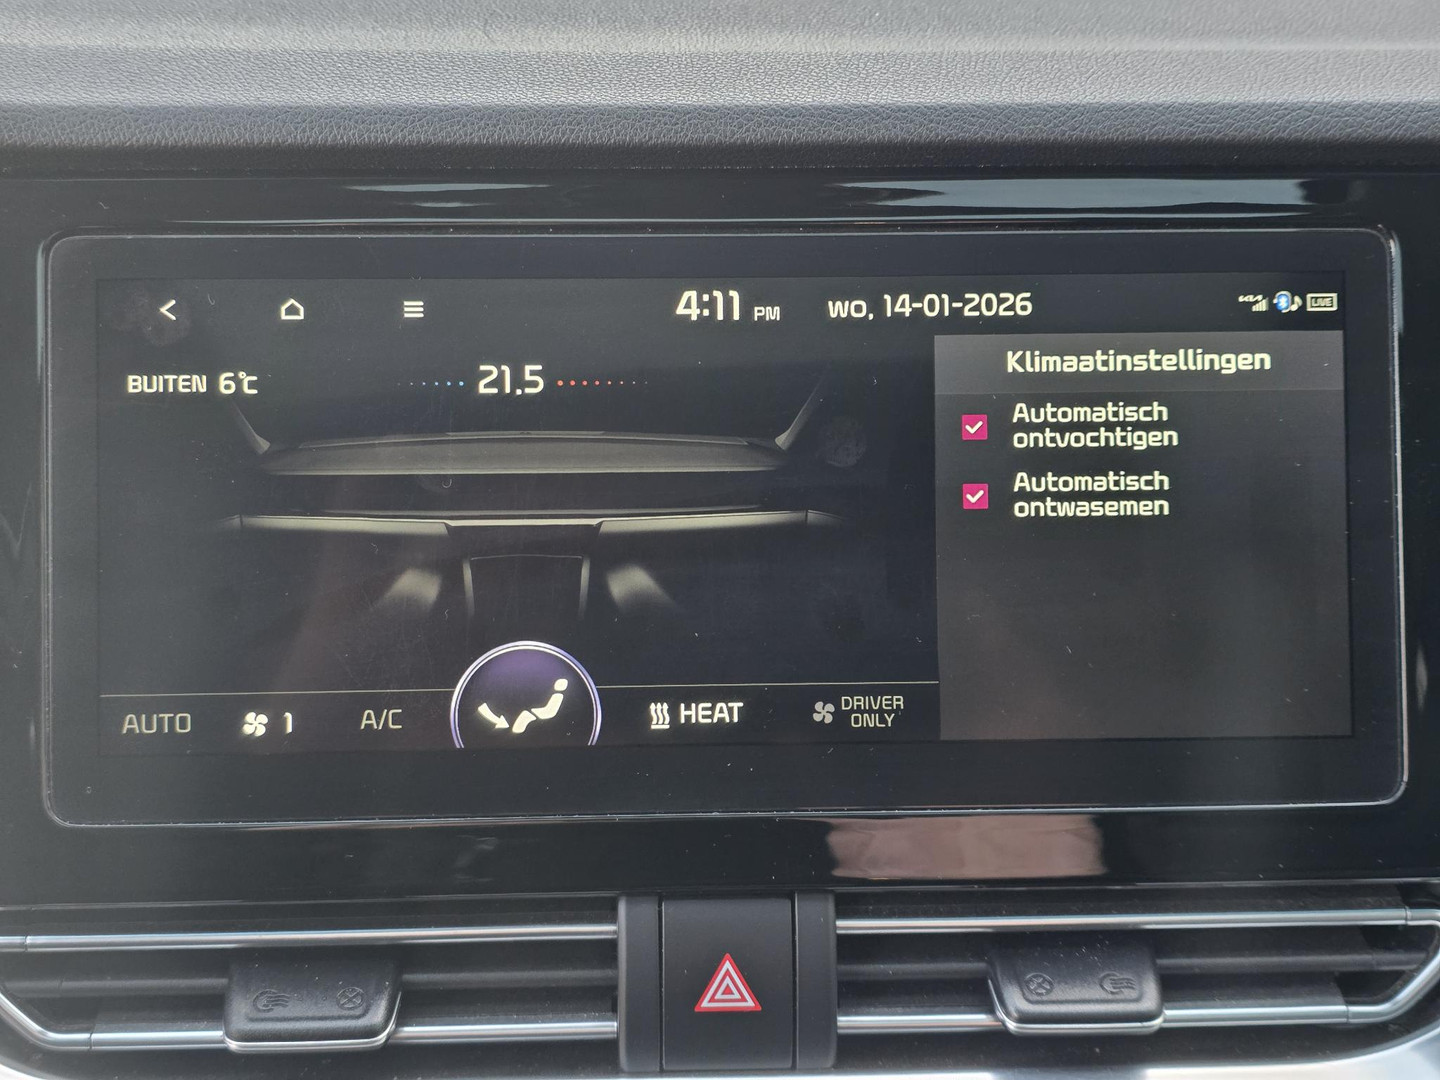 4:11 PM wo, 14-01-2026 LIVE
BUITEN 6°C 21.5
Klimaatinstellingen
Automatisch
ontvochtigen
Automatisch
ontwasemen
AUTO 1 A/C HEAT DRIVER
ONLY